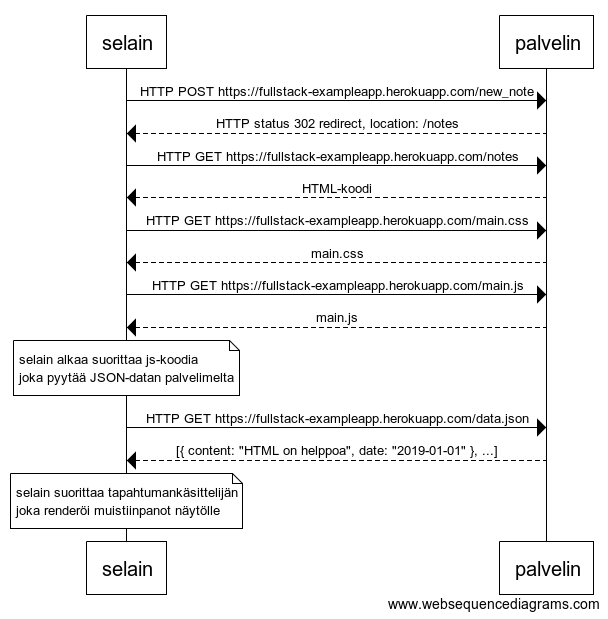 selain
palvelin
HTTP POST https://fullstack-exampleapp.herokuapp.com/new_note
HTTP status 302 redirect, location: /notes
HTTP GET https://fullstack-exampleapp.herokuapp.com/notes
HTML-koodi
HTTP GET https://fullstack-exampleapp.herokuapp.com/main.css
main.css
HTTP GET https://fullstack-exampleapp.herokuapp.com/main.js
main.js
selain alkaa suorittaa js-koodia
joka pyytää JSON-datan palvelimelta
HTTP GET https://fullstack-exampleapp.herokuapp.com/data.json
[{ content: "HTML on helppoa", date: "2019-01-01" }, ...]
selain suorittaa tapahtumankäsittelijän
joka renderöi muistiinpanot näytölle
selain
palvelin
www.websequencediagrams.com